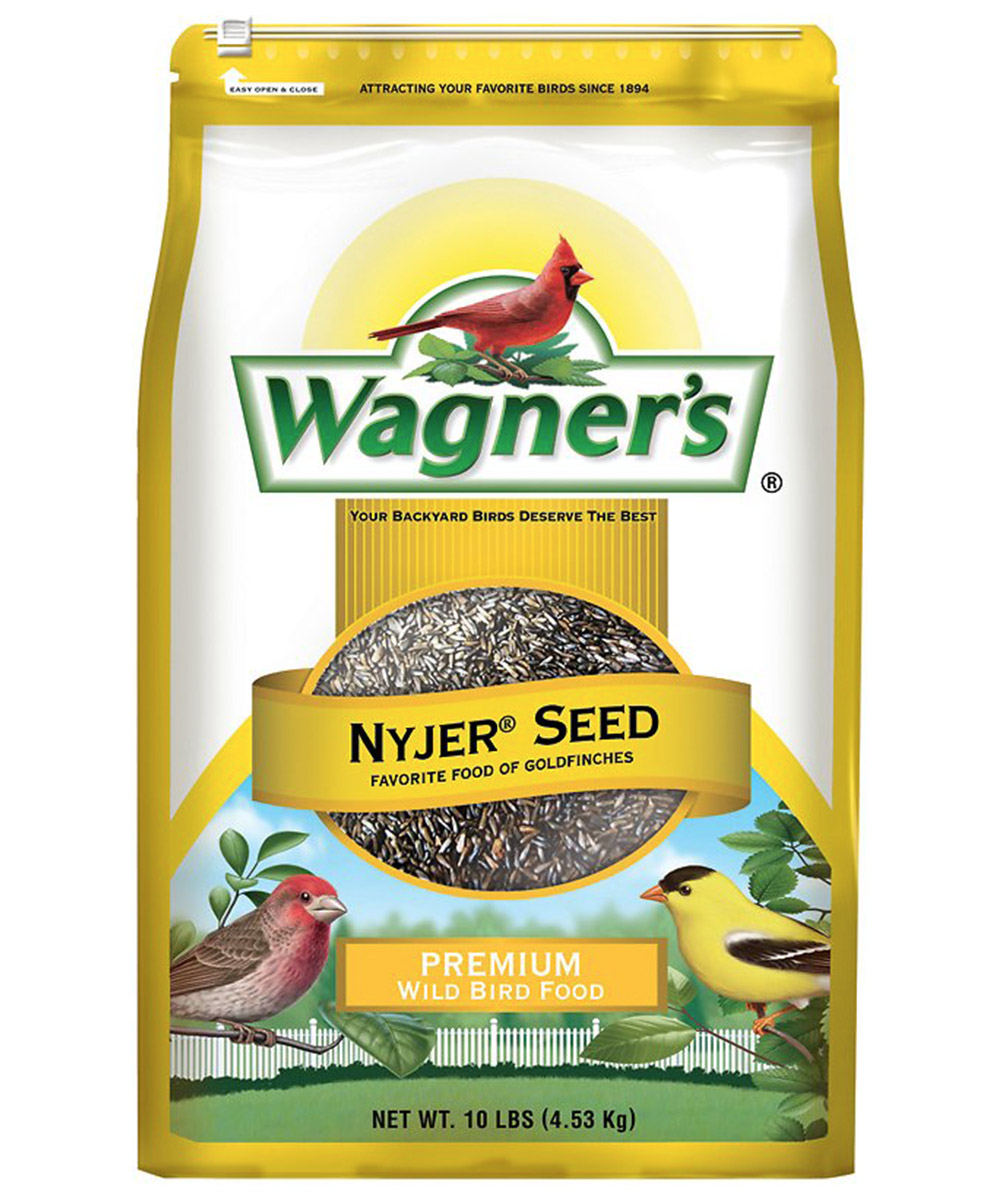 EASY OPEN & CLOSE
ATTRACTING YOUR FAVORITE BIRDS SINCE 1894
Wagner's®
YOUR BACKYARD BIRDS DESERVE THE BEST
NYJER® SEED
FAVORITE FOOD OF GOLDFINCHES
PREMIUM
WILD BIRD FOOD
NET WT. 10 LBS (4.53 Kg)